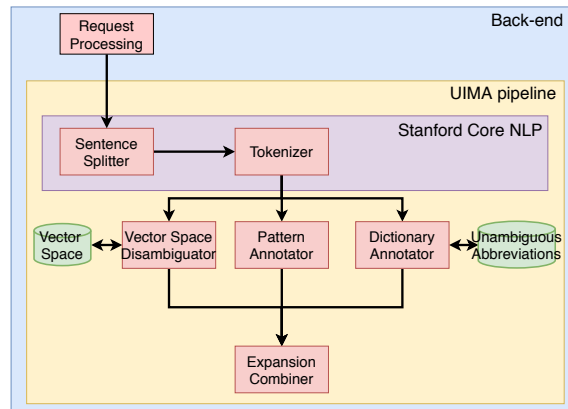 Back-end
Request
Processing
UIMA pipeline
Stanford Core NLP
Sentence
Splitter
Tokenizer
Vector
Space
Vector Space
Disambiguator
Pattern
Annotator
Dictionary
Annotator
Unambiguous
Abbreviations
Expansion
Combiner